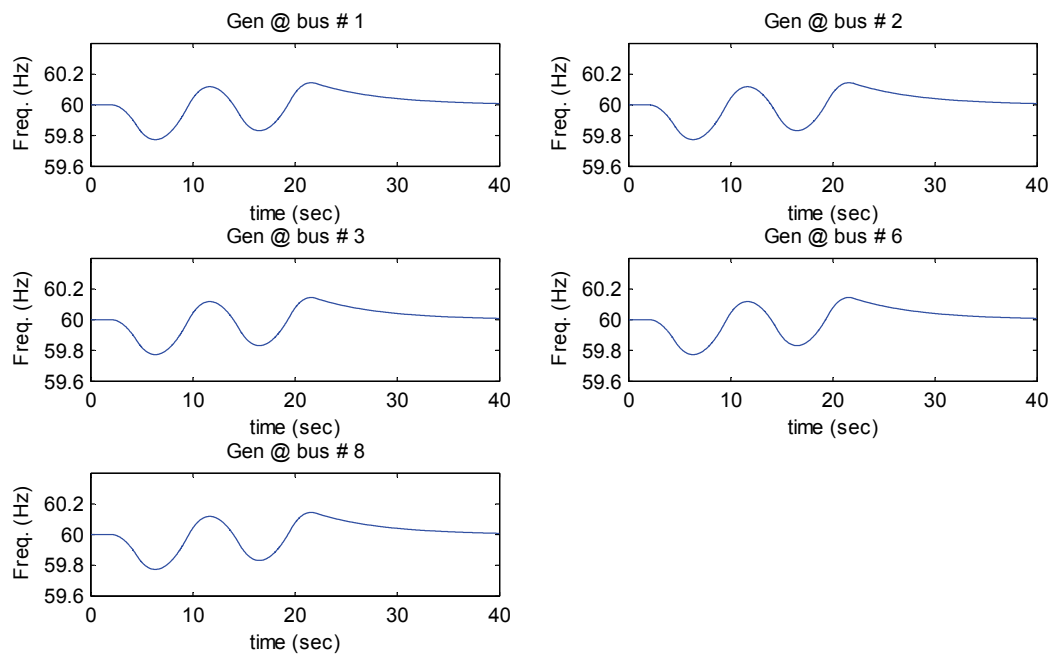 Gen @ bus # 1
Freq. (Hz)
60.2
60
59.8
59.6
0 10 20 30 40
time (sec)
Gen @ bus # 2
Freq. (Hz)
60.2
60
59.8
59.6
0 10 20 30 40
time (sec)
Gen @ bus # 3
Freq. (Hz)
60.2
60
59.8
59.6
0 10 20 30 40
time (sec)
Gen @ bus # 6
Freq. (Hz)
60.2
60
59.8
59.6
0 10 20 30 40
time (sec)
Gen @ bus # 8
Freq. (Hz)
60.2
60
59.8
59.6
0 10 20 30 40
time (sec)